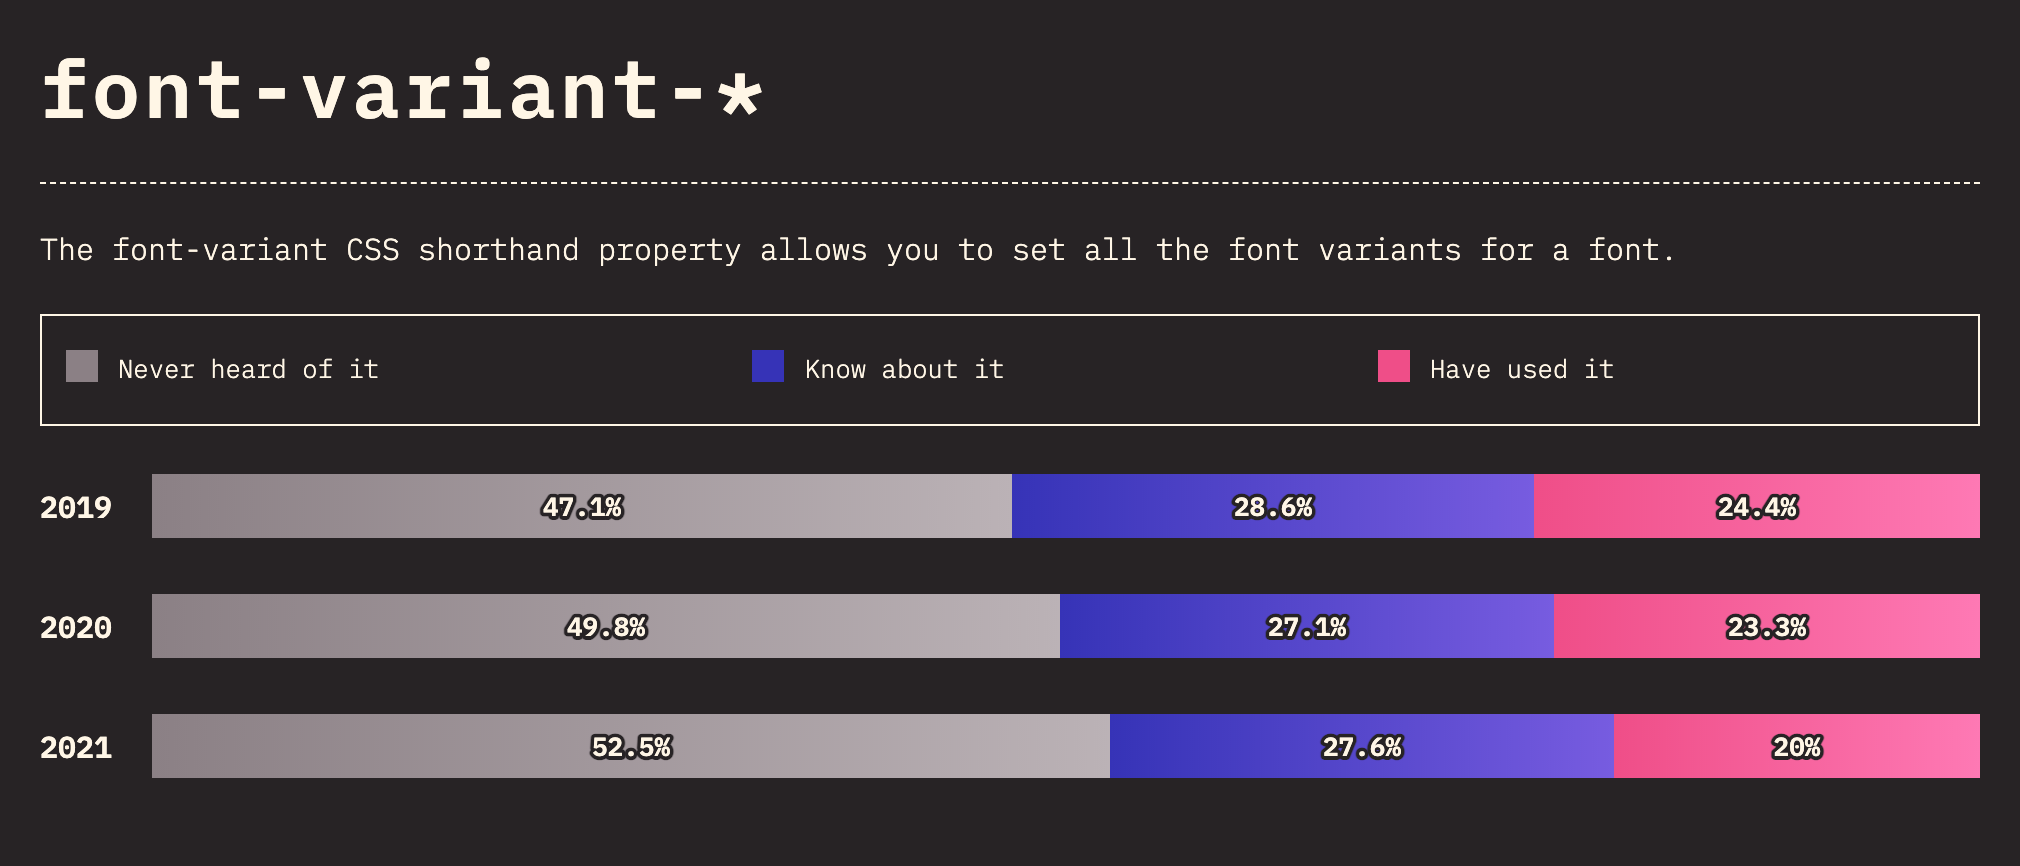 font-variant-*
The font-variant CSS shorthand property allows you to set all the font variants for a font.
Never heard of it Know about it Have used it
2019 47.1% 28.6% 24.4%
2020 49.8% 27.1% 23.3%
2021 52.5% 27.6% 20%